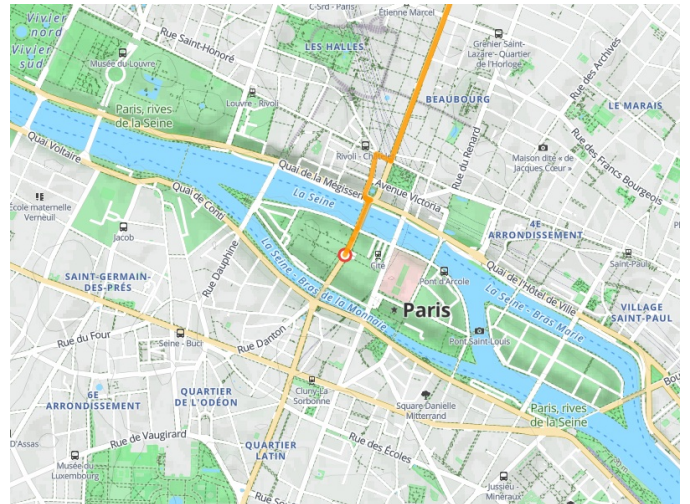 C-Srd - Paris
Étienne Marcel
Vivier
nord
Vivier
sud
Rue Saint-Honoré
LES HALLES
Grenier Saint-
Lazare - Quartier
de l'Horloge
Musée du Louvre
Rue des Archives
Louvre - Rivoli
BEAUBOURG
LE MARAIS
Paris, rives
de la Seine
Quai Voltaire
Rivoli - Ch
Rue du Renard
Maison dite « de
Jacques Cœur »
Rue des Francs Bourgeois
Quai de la Mégisserie
Avenue Victoria
La Seine
Quai de Conti
École maternelle
Verneuil
Jacob
4E
ARRONDISSEMENT
Saint-Paul
Rue Dauphine
La Seine - Bras de la Monnaie
Cité
SAINT-GERMAIN-
DES-PRÉS
Pont d'Arcole
Quai de l'Hôtel de Ville
La Seine - Bras Marie
VILLAGE
SAINT-PAUL
Paris
Rue du Four
Seine - Buci
Rue Danton
Pont Saint-Louis
Bou
6E
ARRONDISSEMENT
QUARTIER
DE L'ODÉON
Cluny-La
Sorbonne
Square Danielle
Mitterrand
Paris, rives
de la Seine
D'Assas
Rue de Vaugirard
QUARTIER
LATIN
Rue des Écoles
Musée du
Luxembourg
Jussieu
Minéraux
Rue So